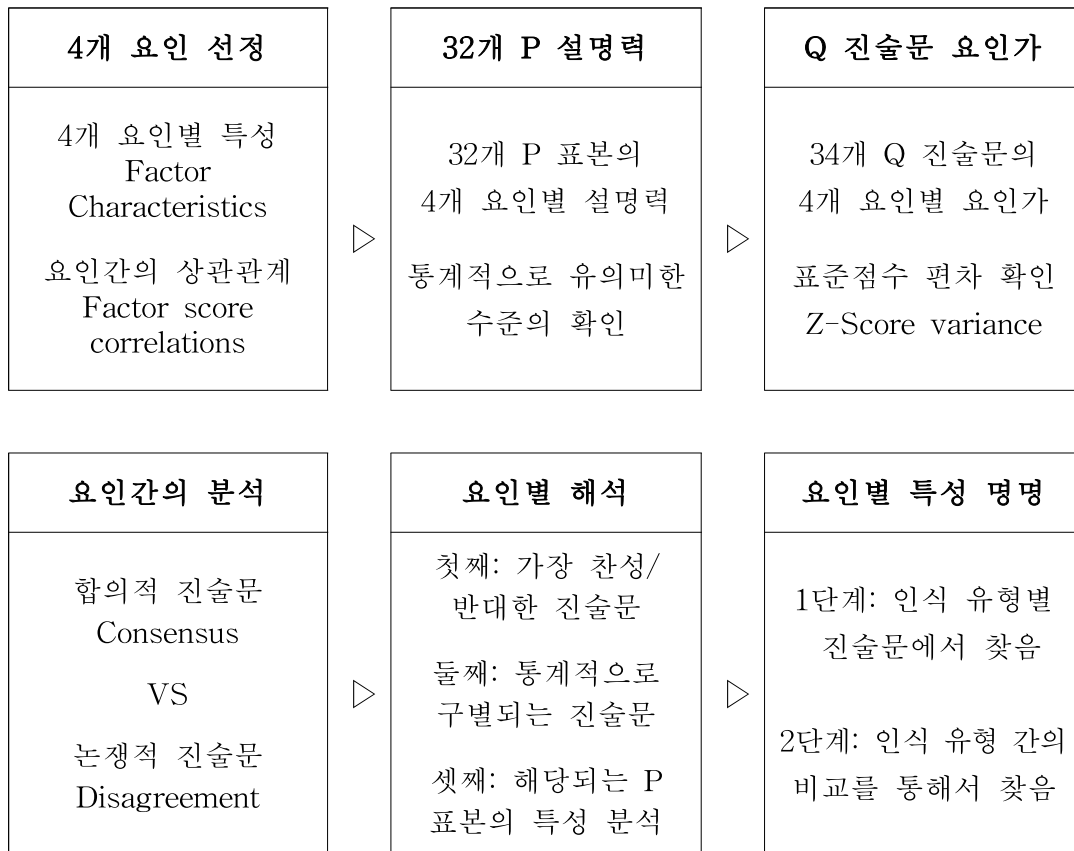 4개 요인 선정
4개 요인별 특성
Factor
Characteristics
요인간의 상관관계
Factor score
correlations
▷
32개 P 설명력
32개 P 표본의
4개 요인별 설명력
통계적으로 유의미한
수준의 확인
▷
Q 진술문 요인가
34개 Q 진술문의
4개 요인별 요인가
표준점수 편차 확인
Z-Score variance
요인간의 분석
합의적 진술문
Consensus
VS
논쟁적 진술문
Disagreement
▷
요인별 해석
첫째: 가장 찬성/
반대한 진술문
둘째: 통계적으로
구별되는 진술문
셋째: 해당되는 P
표본의 특성 분석
▷
요인별 특성 명명
1단계: 인식 유형별
진술문에서 찾음
2단계: 인식 유형 간의
비교를 통해서 찾음